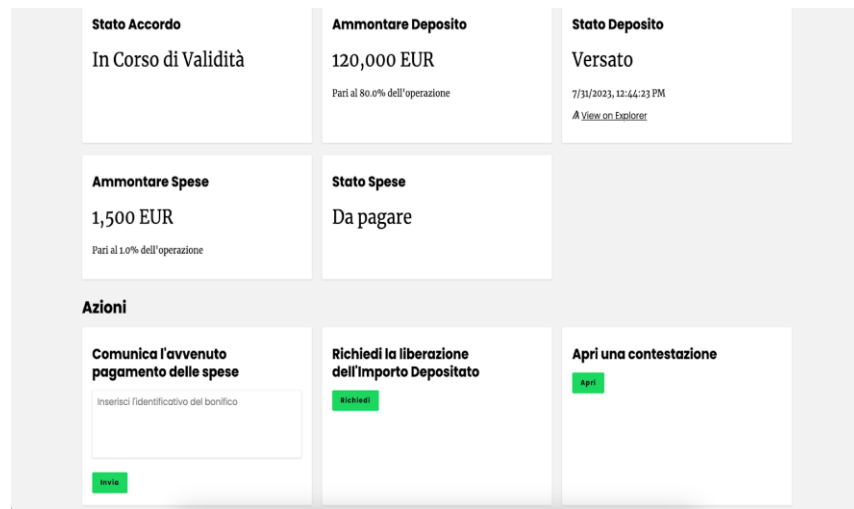 Stato Accordo
In Corso di Validità
Ammontare Deposito
120,000 EUR
Pari al 80.0% dell'operazione
Stato Deposito
Versato
7/31/2023, 12:44:23 PM
View on Explorer
Ammontare Spese
1,500 EUR
Pari al 1.0% dell'operazione
Stato Spese
Da pagare
Azioni
Comunica l'avvenuto
pagamento delle spese
Inserisci l'identificativo del bonifico
Invia
Richiedi la liberazione
dell'Importo Depositato
Richiedi
Apri una contestazione
Apri